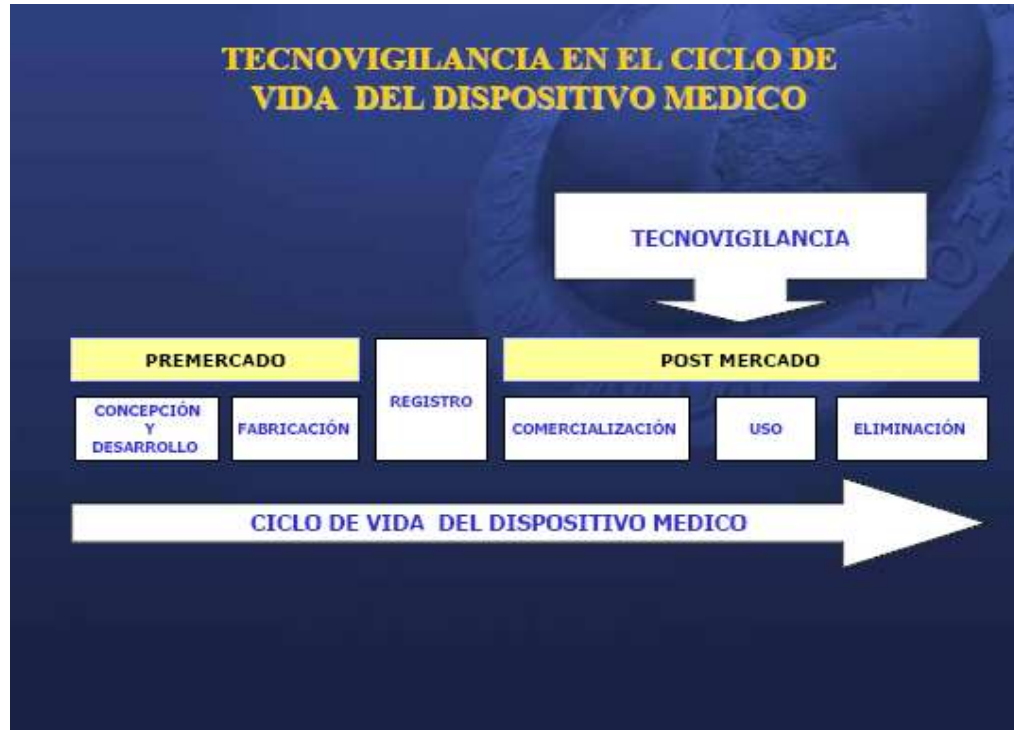 TECNOVIGILANCIA EN EL CICLO DE
VIDA DEL DISPOSITIVO MEDICO
TECNOVIGILANCIA
PREMERCADO
REGISTRO
POST MERCADO
CONCEPCIÓN
Y
DESARROLLO
FABRICACIÓN
COMERCIALIZACIÓN
USO
ELIMINACIÓN
CICLO DE VIDA DEL DISPOSITIVO MEDICO